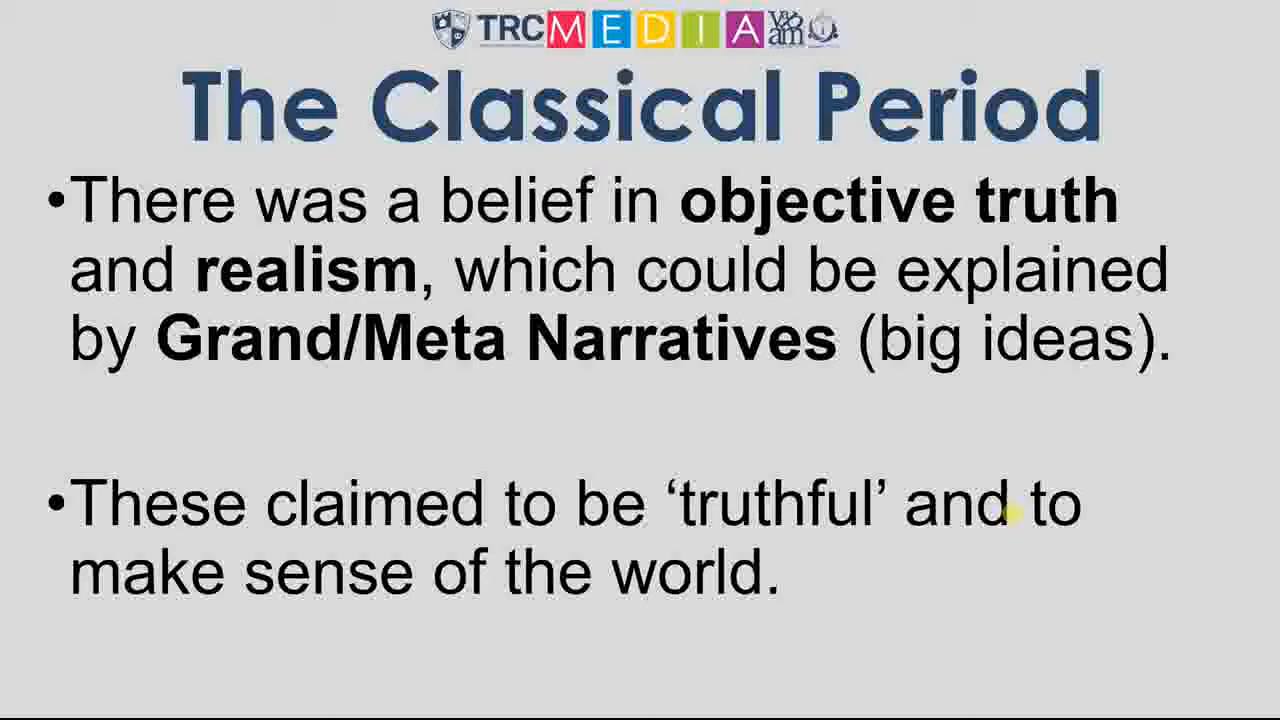 TRC MEDIA
The Classical Period
•There was a belief in objective truth
and realism, which could be explained
by Grand/Meta Narratives (big ideas).
•These claimed to be ‘truthful’ and to
make sense of the world.